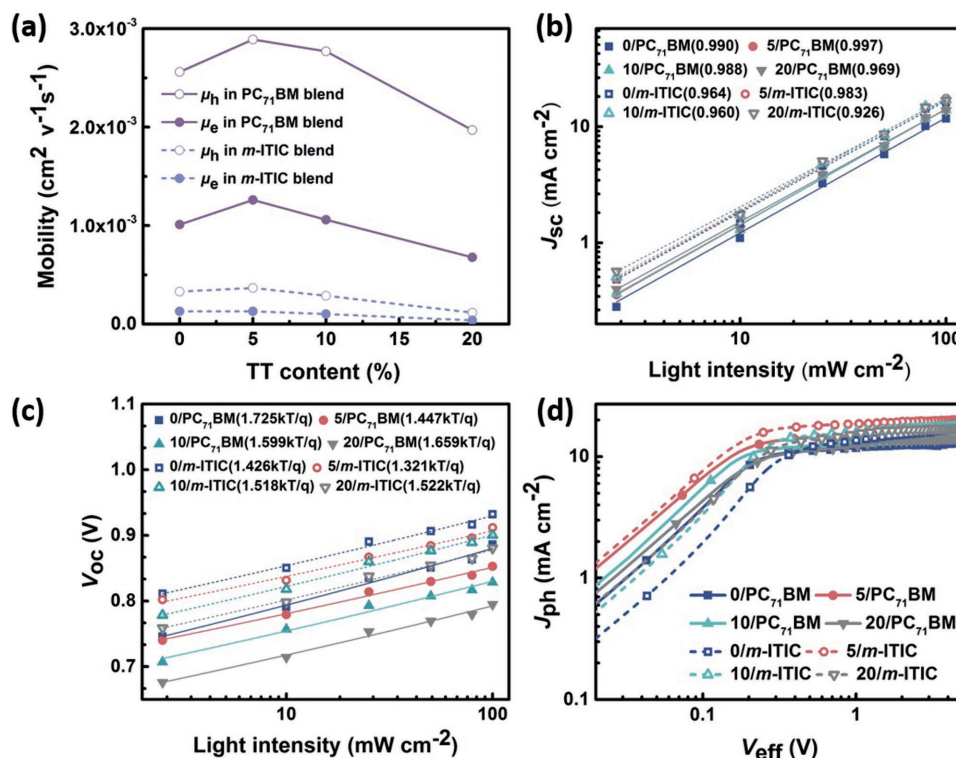 (a)
3.0×10⁻³
2.0×10⁻³
1.0×10⁻³
0.0
Mobility (cm² v⁻¹s⁻¹)
μh in PC₇₁BM blend
μe in PC₇₁BM blend
μh in m-ITIC blend
μe in m-ITIC blend
0 5 10 15 20
TT content (%)
(b)
0/PC₇₁BM(0.990) 5/PC₇₁BM(0.997)
10/PC₇₁BM(0.988) 20/PC₇₁BM(0.969)
0/m-ITIC(0.964) 5/m-ITIC(0.983)
10/m-ITIC(0.960) 20/m-ITIC(0.926)
10
1
Jsc (mA cm⁻²)
10 100
Light intensity (mW cm⁻²)
(c)
1.1
1.0
0.9
0.8
0.7
Voc (V)
0/PC₇₁BM(1.725kT/q) 5/PC₇₁BM(1.447kT/q)
10/PC₇₁BM(1.599kT/q) 20/PC₇₁BM(1.659kT/q)
0/m-ITIC(1.426kT/q) 5/m-ITIC(1.321kT/q)
10/m-ITIC(1.518kT/q) 20/m-ITIC(1.522kT/q)
10 100
Light intensity (mW cm⁻²)
(d)
10
1
0.1
Jph (mA cm⁻²)
0/PC₇₁BM 5/PC₇₁BM
10/PC₇₁BM 20/PC₇₁BM
0/m-ITIC 5/m-ITIC
10/m-ITIC 20/m-ITIC
0.1 1
Veff (V)